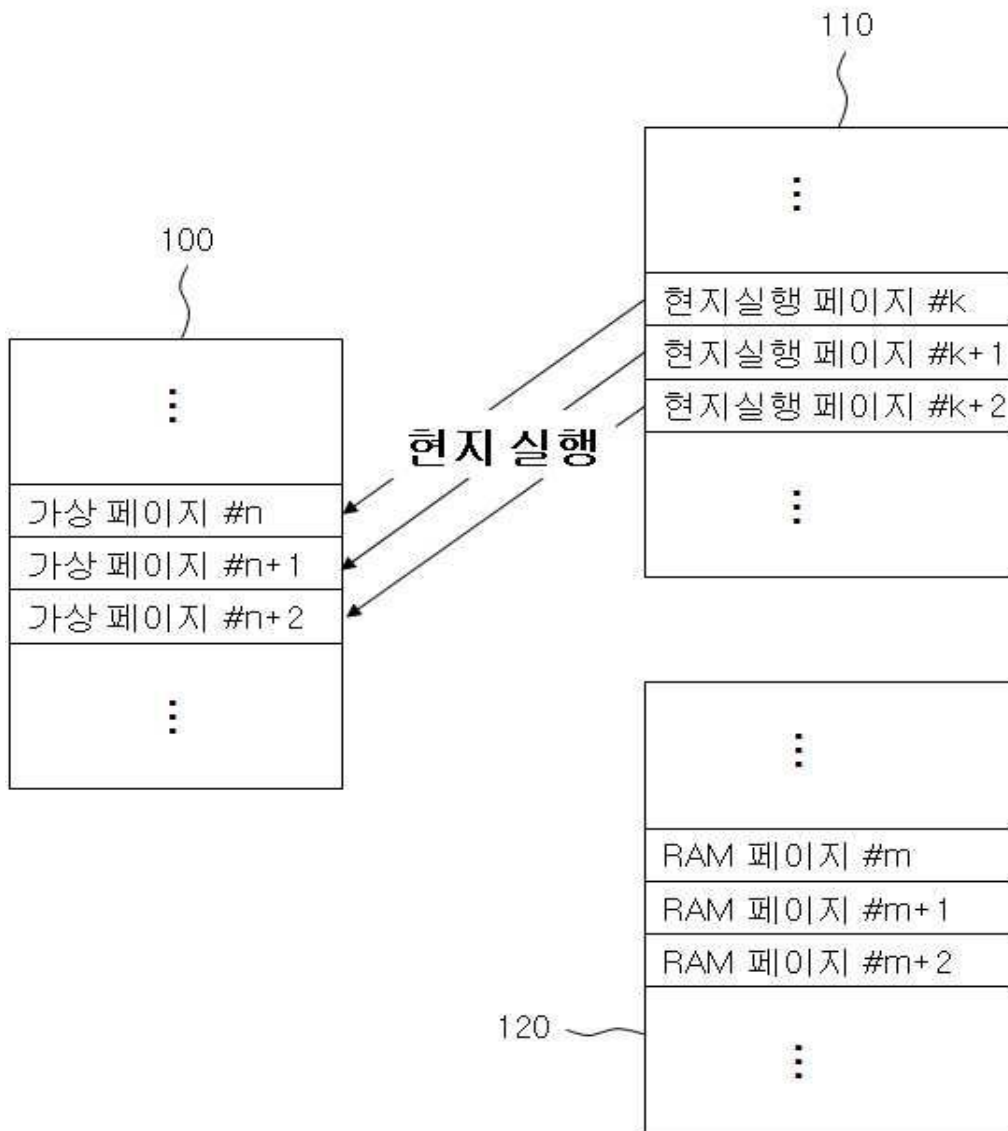 110
⋮
100
현지실행 페이지 #k
현지실행 페이지 #k+1
현지실행 페이지 #k+2
⋮
⋮
현지 실행
가상 페이지 #n
가상 페이지 #n+1
가상 페이지 #n+2
⋮
⋮
RAM 페이지 #m
RAM 페이지 #m+1
RAM 페이지 #m+2
120
⋮